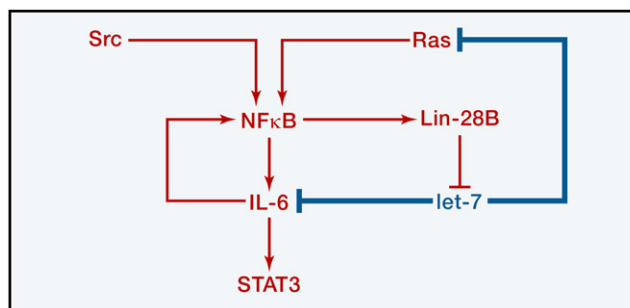 Src
Ras
NFκB
Lin-28B
IL-6
let-7
STAT3